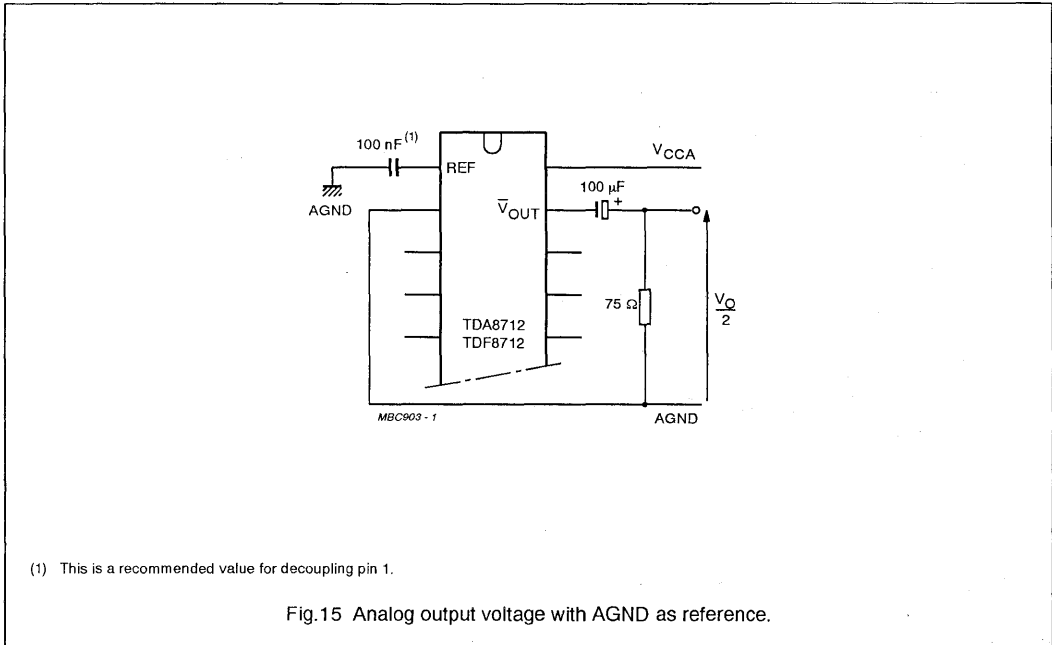 100 nF(1)
REF
VCCA
AGND
V̅OUT
100 µF
+
75 Ω
VO
2
TDA8712
TDF8712
MBC903 - 1
AGND
(1) This is a recommended value for decoupling pin 1.
Fig.15 Analog output voltage with AGND as reference.